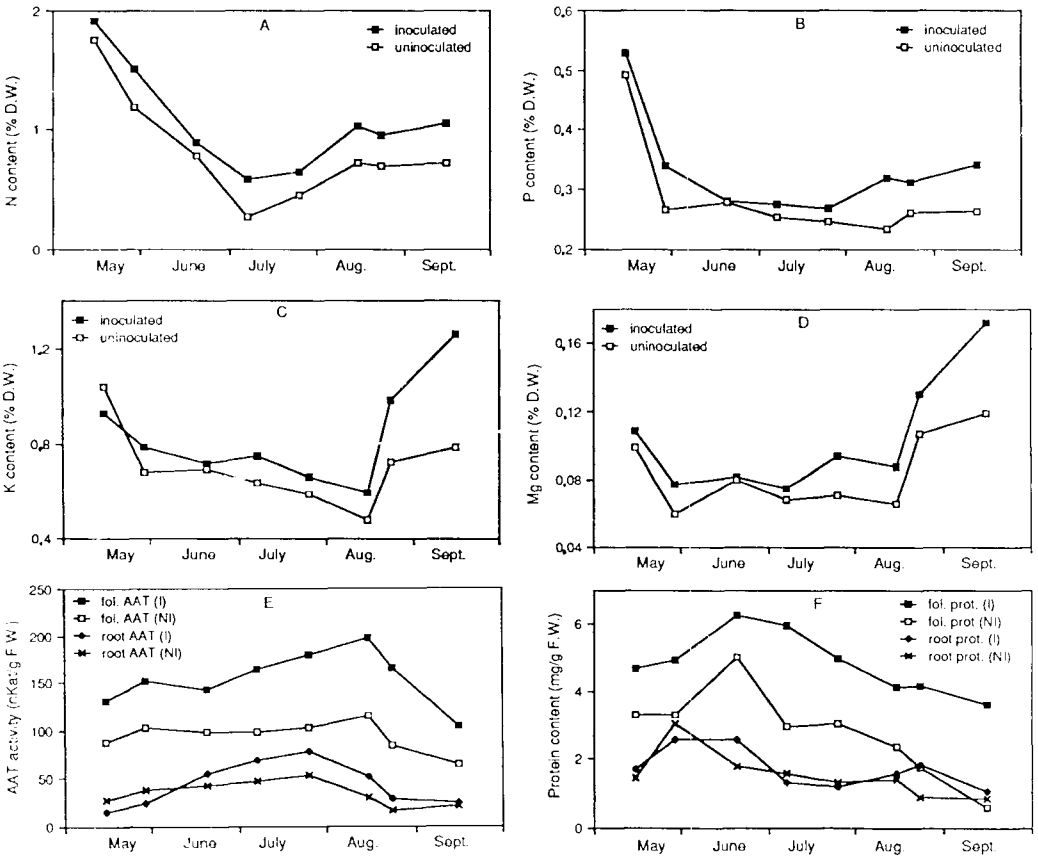 A
inoculated
uninoculated
N content (% D.W.)
2
1
0
May June July Aug. Sept.
B
inoculated
uninoculated
P content (% D.W.)
0,6
0,5
0,3
0,2
May June July Aug. Sept.
C
inoculated
uninoculated
K content (% D.W.)
1,2
0,8
0,4
May June July Aug. Sept.
D
inoculated
uninoculated
Mg content (% D.W.)
0,16
0,12
0,08
0,04
May June July Aug. Sept.
E
fol. AAT (I)
fol. AAT (NI)
root AAT (I)
root AAT (NI)
AAT activity (nKat/g F.W.)
250
200
150
100
50
0
May June July Aug. Sept.
F
fol. prot. (I)
fol. prot (NI)
root prot. (I)
root prot. (NI)
Protein content (mg/g F.W.)
6
4
2
0
May June July Aug. Sept.